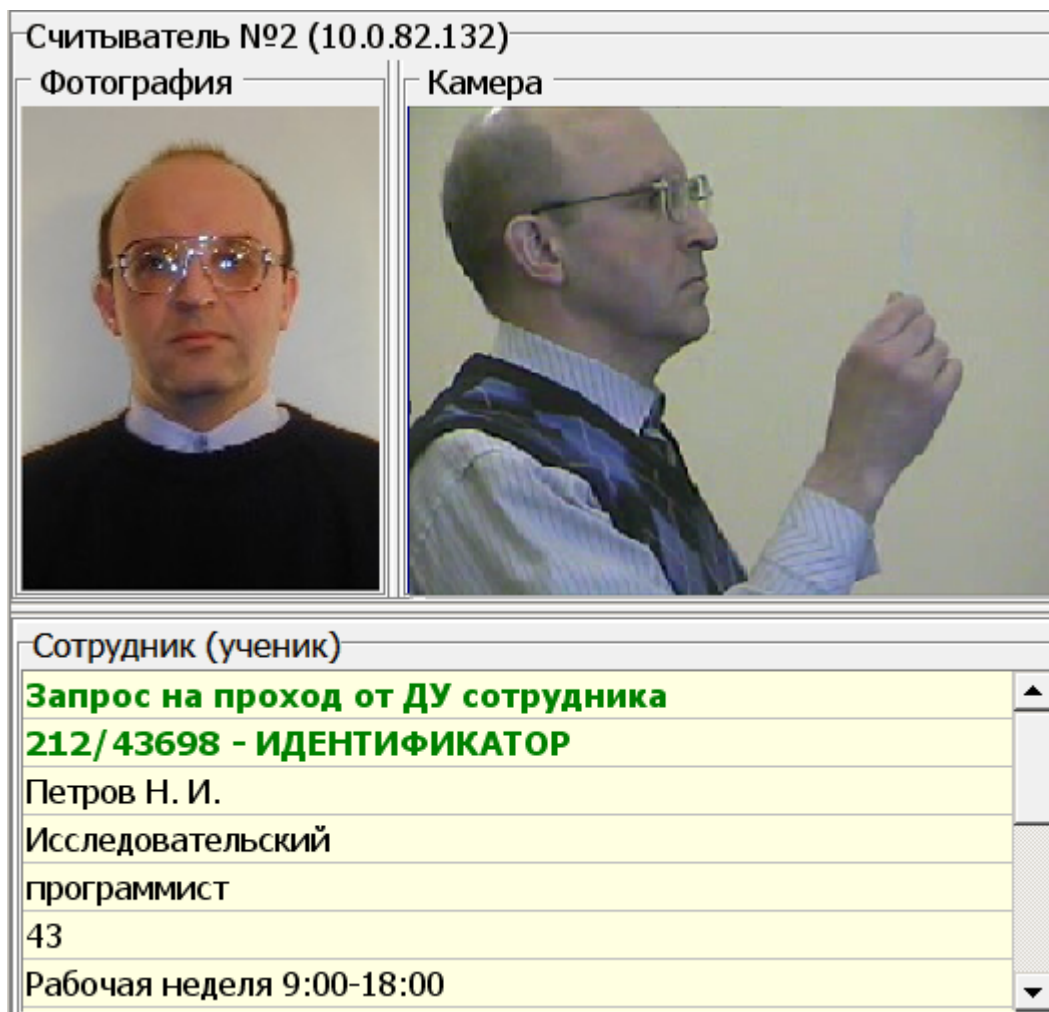 Считыватель №2 (10.0.82.132)
Фотография
Камера
Сотрудник (ученик)
Запрос на проход от ДУ сотрудника
212/43698 - ИДЕНТИФИКАТОР
Петров Н. И.
Исследовательский
программист
43
Рабочая неделя 9:00-18:00